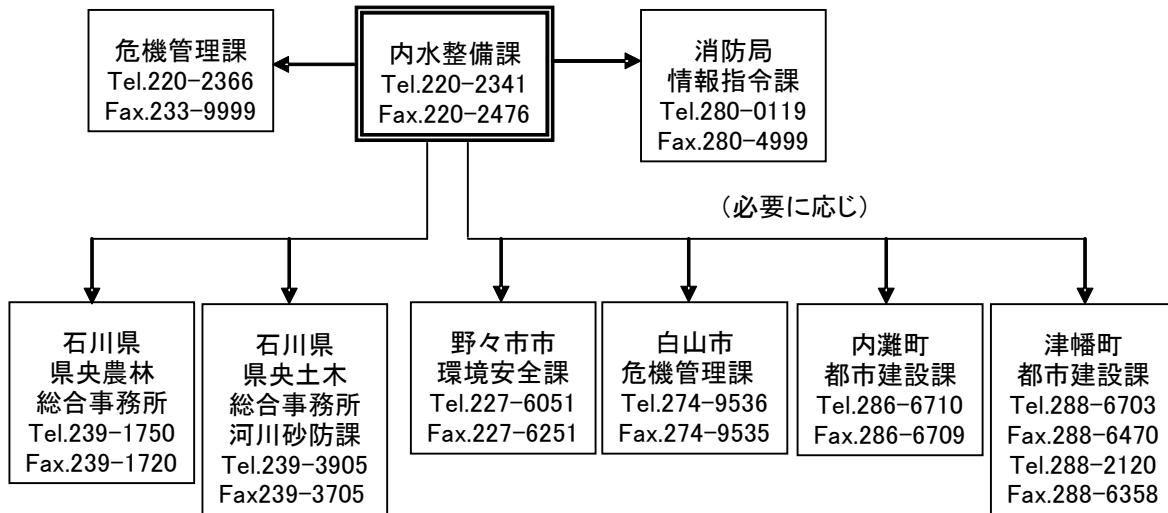 危機管理課
Tel.220-2366
Fax.233-9999
内水整備課
Tel.220-2341
Fax.220-2476
消防局
情報指令課
Tel.280-0119
Fax.280-4999
(必要に応じ)
石川県
県央農林
総合事務所
Tel.239-1750
Fax.239-1720
石川県
県央土木
総合事務所
河川砂防課
Tel.239-3905
Fax239-3705
野々市市
環境安全課
Tel.227-6051
Fax.227-6251
白山市
危機管理課
Tel.274-9536
Fax.274-9535
内灘町
都市建設課
Tel.286-6710
Fax.286-6709
津幡町
都市建設課
Tel.288-6703
Fax.288-6470
Tel.288-2120
Fax.288-6358